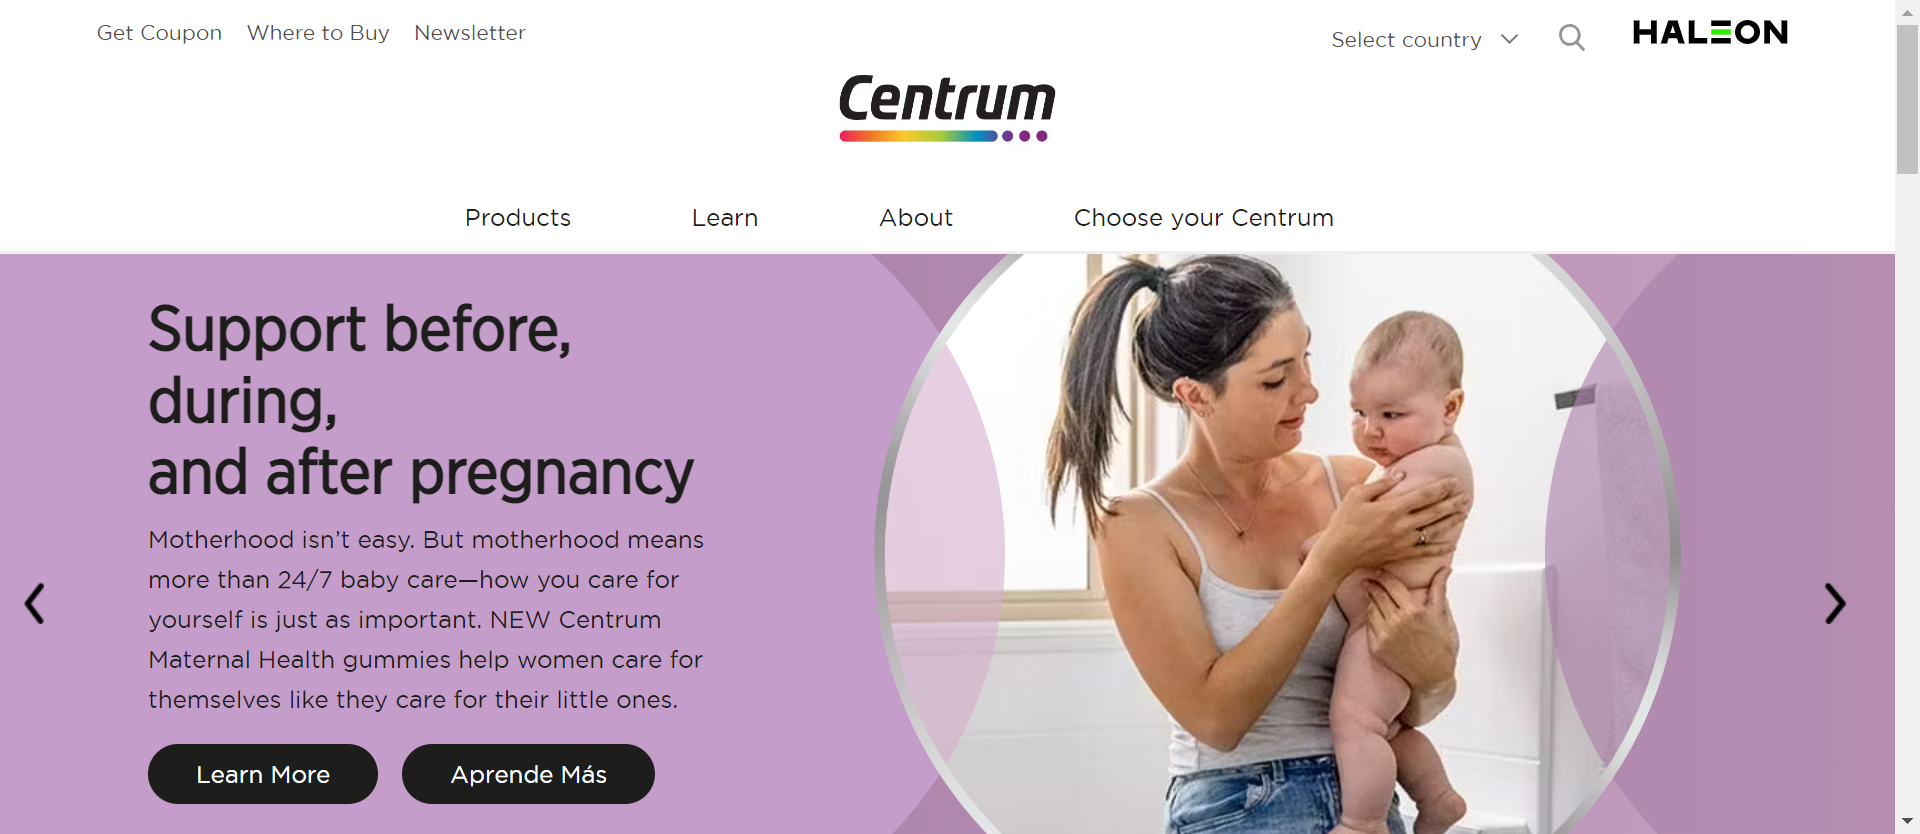 Get Coupon Where to Buy Newsletter
Select country
HALEON
Centrum
Products Learn About Choose your Centrum
Support before,
during,
and after pregnancy
Motherhood isn’t easy. But motherhood means
more than 24/7 baby care—how you care for
yourself is just as important. NEW Centrum
Maternal Health gummies help women care for
themselves like they care for their little ones.
Learn More Aprende Más